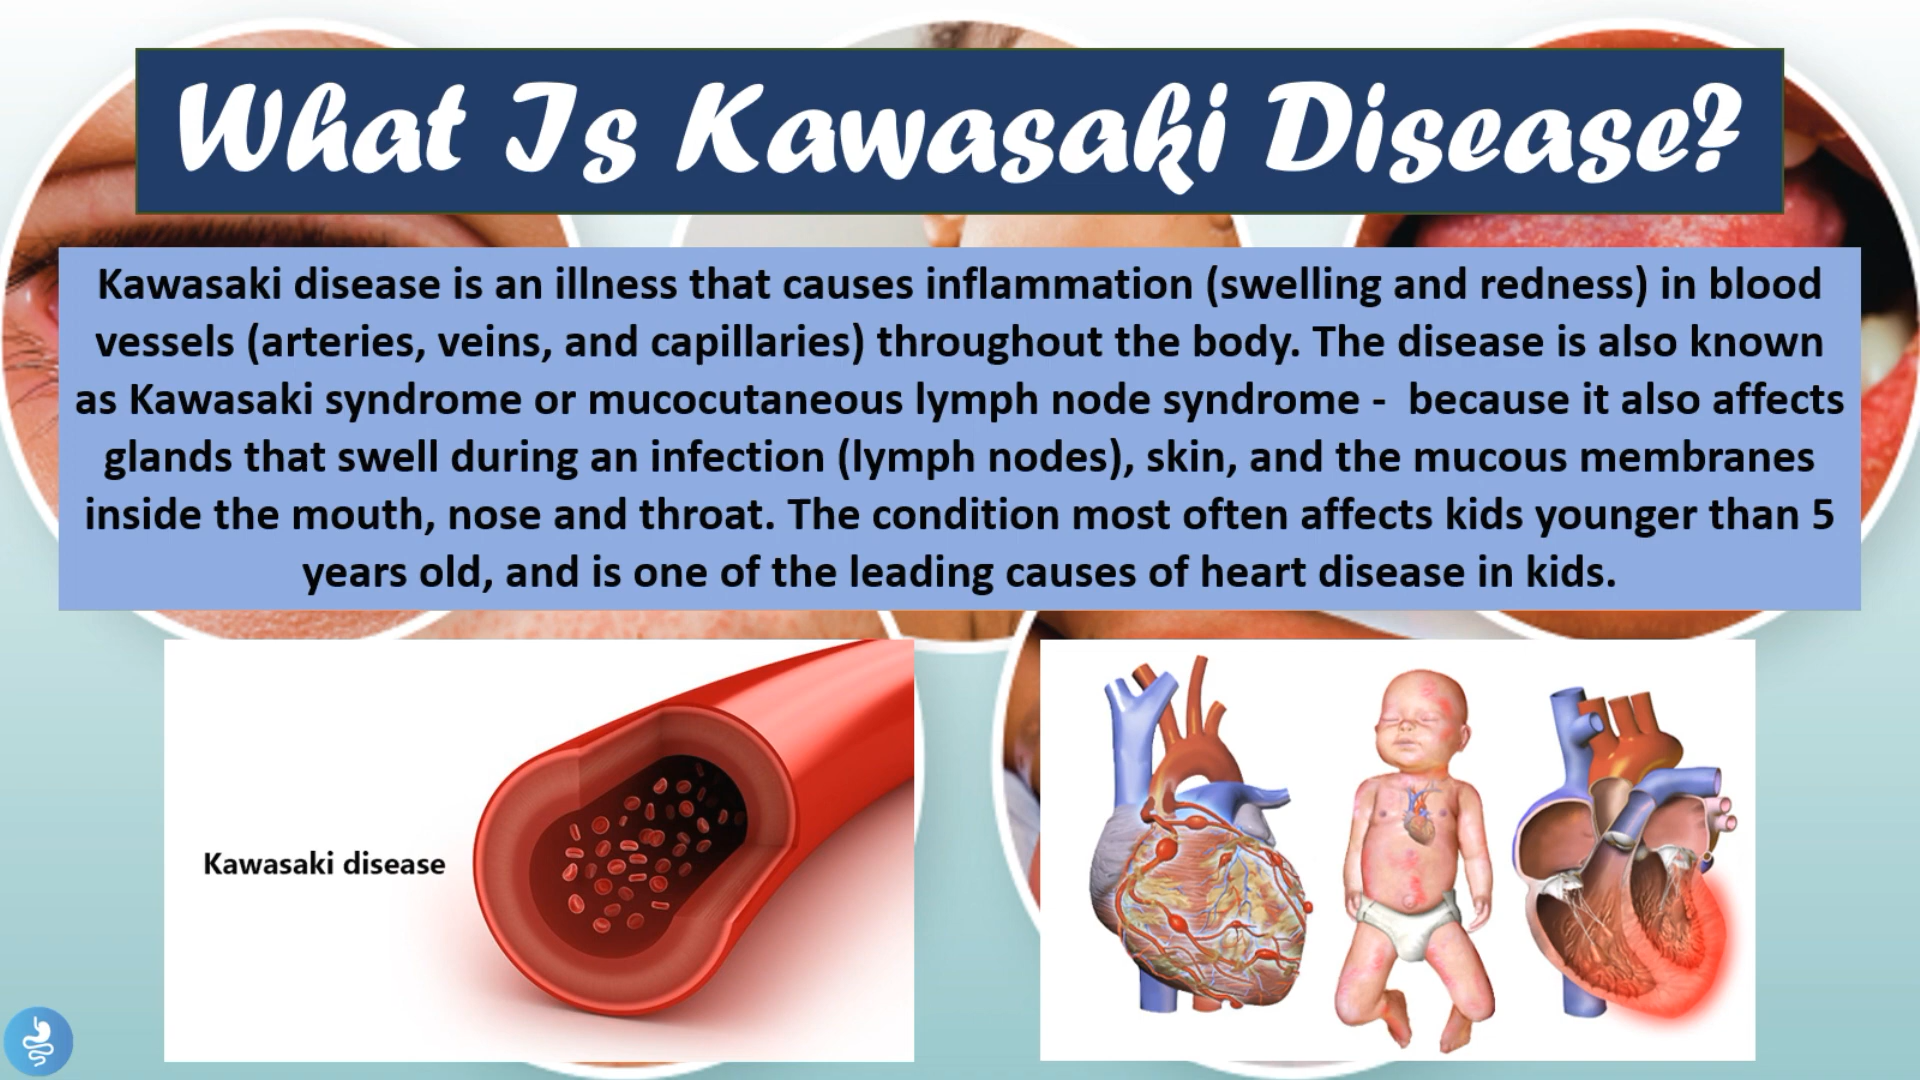 What Is Kawasaki Disease?
Kawasaki disease is an illness that causes inflammation (swelling and redness) in blood
vessels (arteries, veins, and capillaries) throughout the body. The disease is also known
as Kawasaki syndrome or mucocutaneous lymph node syndrome -  because it also affects
glands that swell during an infection (lymph nodes), skin, and the mucous membranes
inside the mouth, nose and throat. The condition most often affects kids younger than 5
years old, and is one of the leading causes of heart disease in kids.
Kawasaki disease